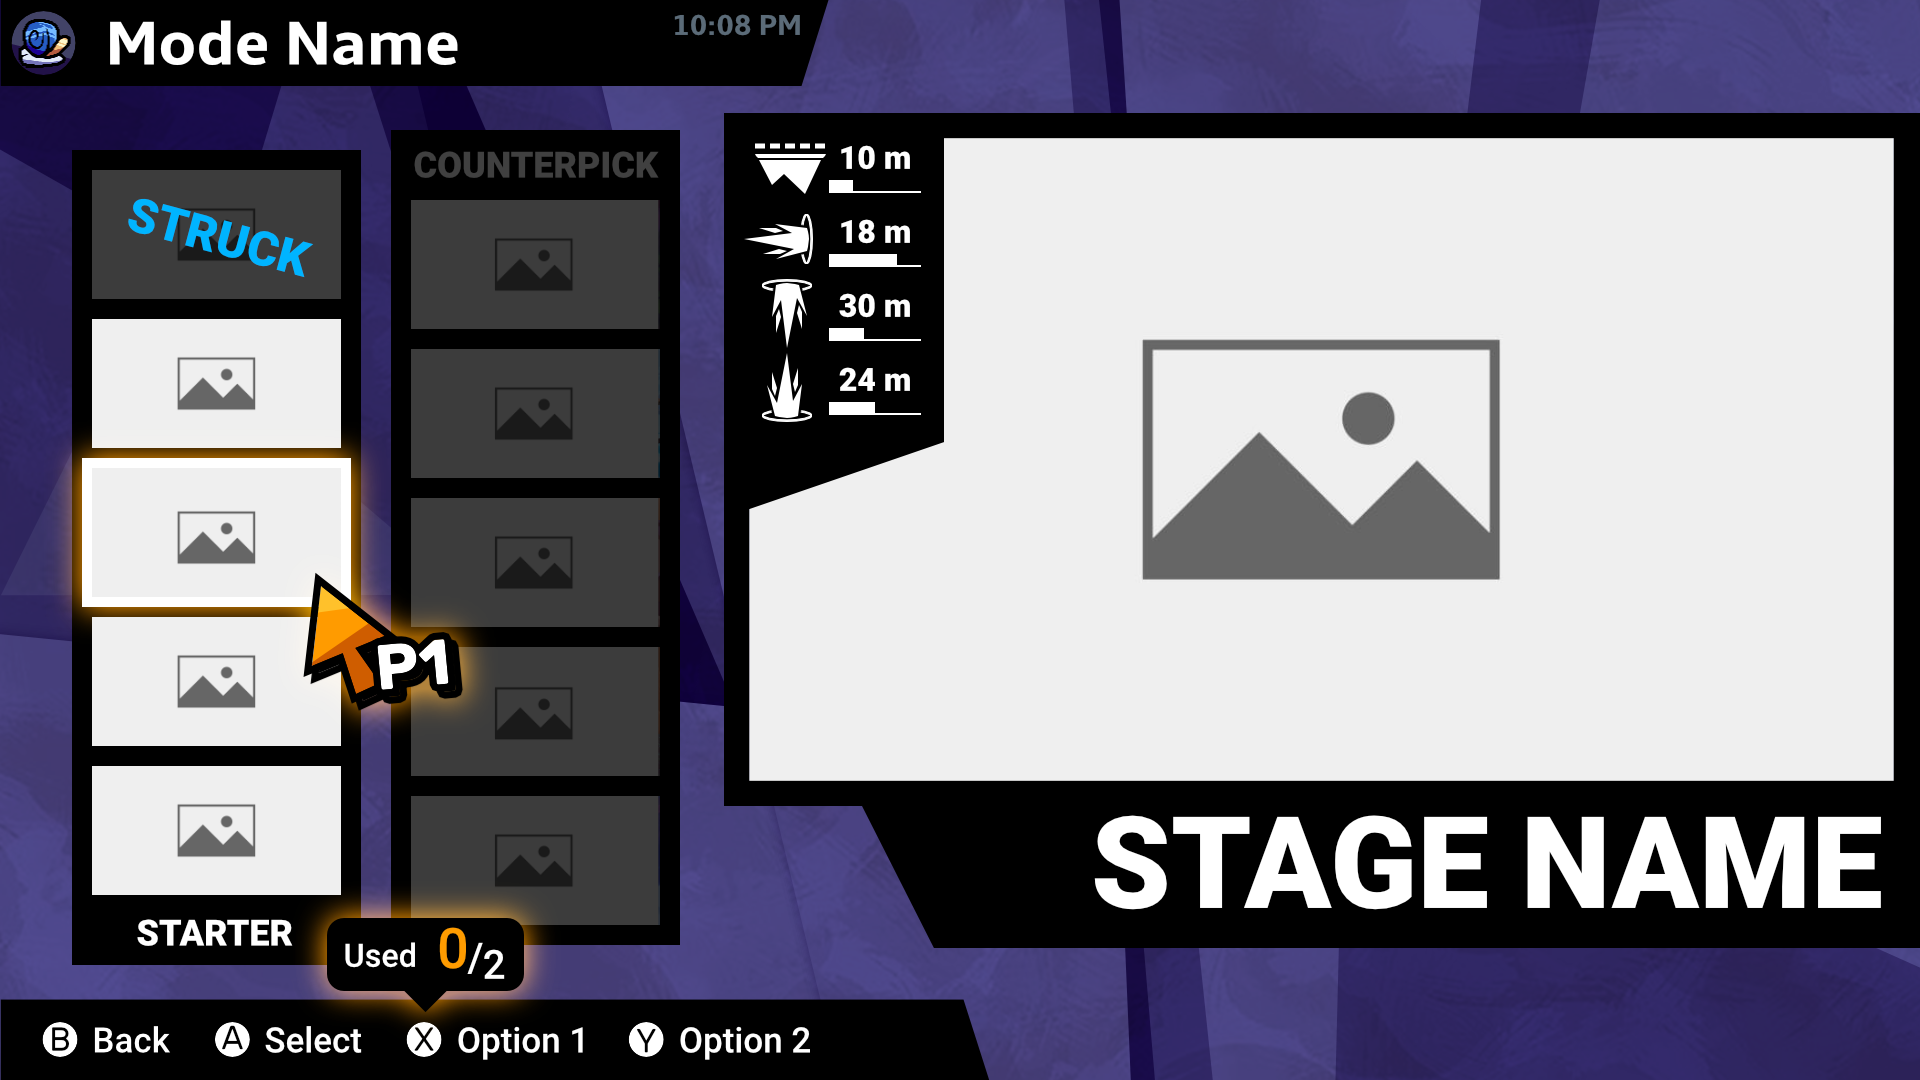 Mode Name
10:08 PM
STRUCK
STARTER
COUNTERPICK
10 m
18 m
30 m
24 m
P1
STAGE NAME
Used 0/2
B Back A Select X Option 1 Y Option 2